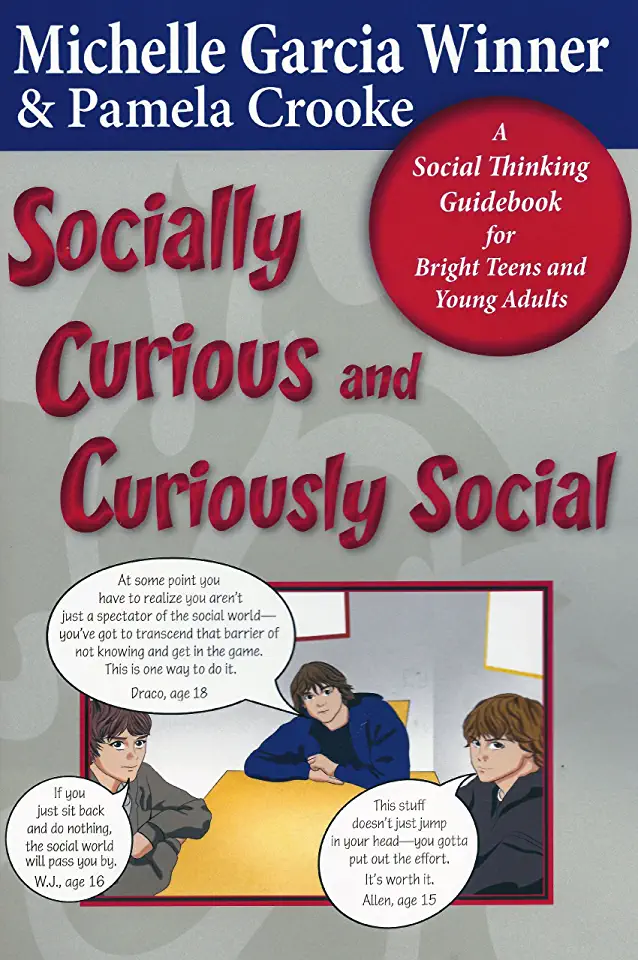 Michelle Garcia Winner
& Pamela Crooke
A
Social Thinking
Guidebook
for
Bright Teens and
Young Adults
Socially
Curious and
Curiously Social
At some point you
have to realize you aren't
just a spectator of the social world—
you've got to transcend that barrier of
not knowing and get in the game.
This is one way to do it.
Draco, age 18
If you
just sit back
and do nothing,
the social world
will pass you by.
W.J., age 16
This stuff
doesn't just jump
in your head—you gotta
put out the effort.
It's worth it.
Allen, age 15